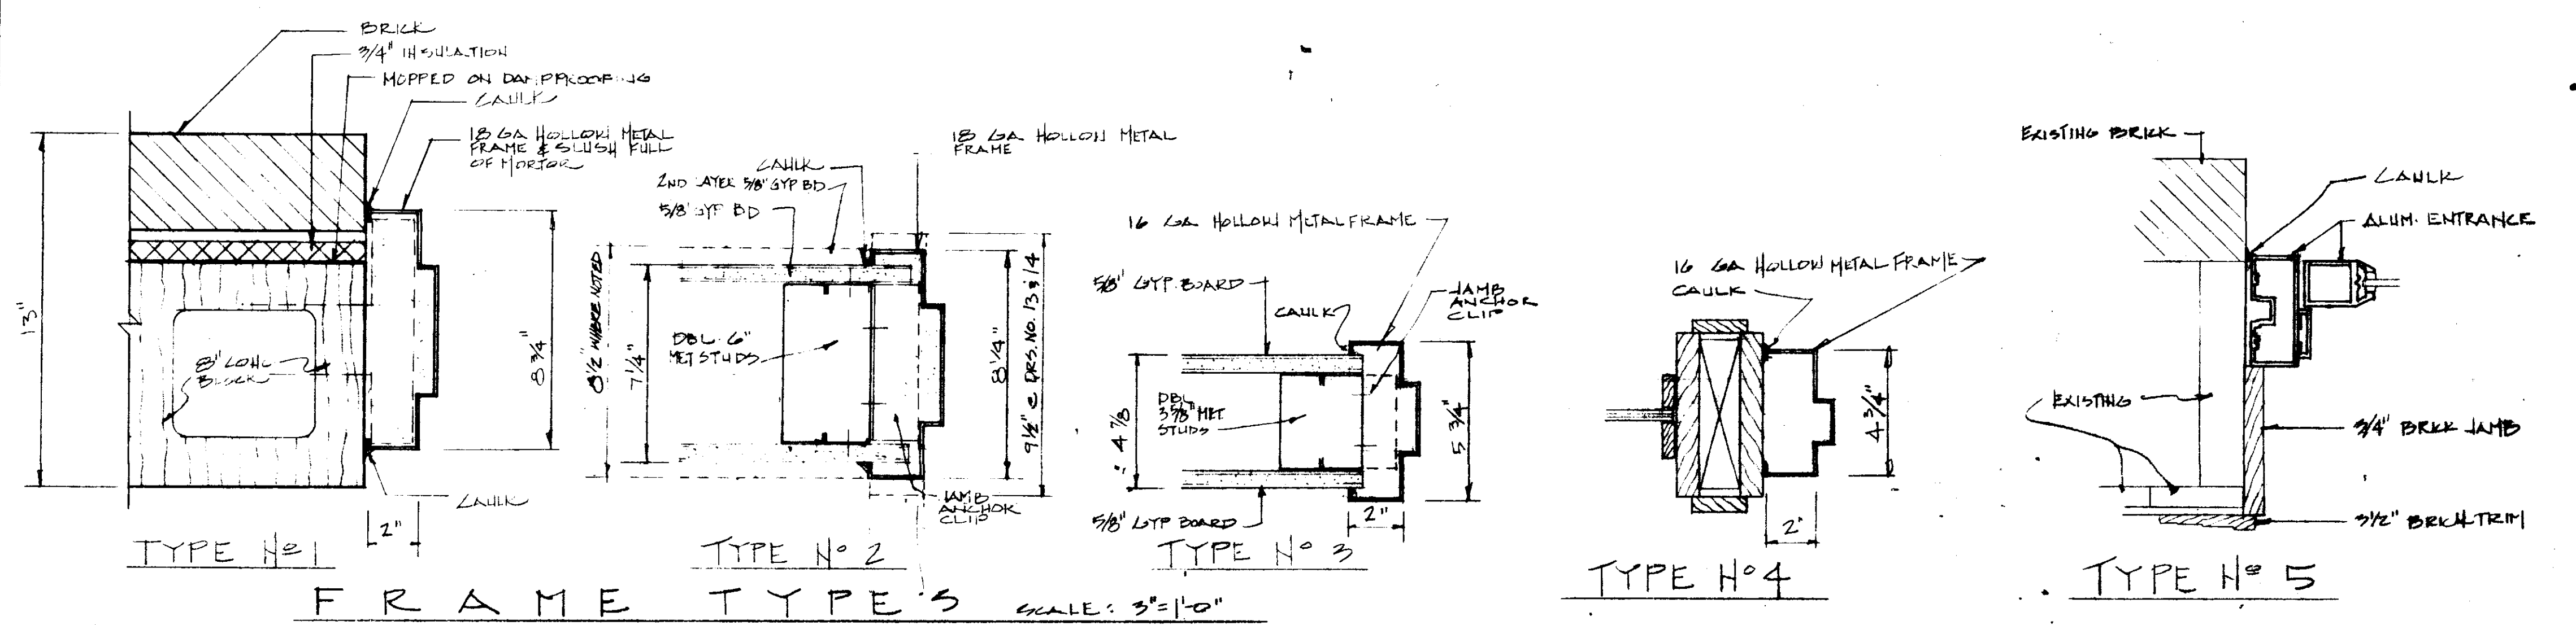 BRICK
3/4" INSULATION
MOPPED ON DAMPPROOFING
CAULK
18 GA HOLLOW METAL
FRAME & SLUSH FULL
OF MORTOR
13"
8" CONC
BLOCK
8 3/4"
CAULK
2"
TYPE Nº 1
18 GA HOLLOW METAL
FRAME
CAULK
2ND LAYER 5/8" GYP BD
5/8" GYP BD
8 1/2" WHERE NOTED
7 1/4"
DBL 6"
MET STUDS
8 1/4"
9 1/2" @ DRS. NO. 13 & 14
JAMB
ANCHOR
CLIP
TYPE Nº 2
16 GA HOLLOW METAL FRAME
5/8" GYP. BOARD
CAULK
JAMB
ANCHOR
CLIP
DBL
3 5/8" MET
STUDS
4 7/8
5 3/4"
5/8" GYP BOARD
2"
TYPE Nº 3
16 GA HOLLOW METAL FRAME
CAULK
4 3/4"
2"
TYPE Nº 4
EXISTING BRICK
CAULK
ALUM. ENTRANCE
EXISTING
3/4" BRICK JAMB
3 1/2" BRICK TRIM
TYPE Nº 5
FRAME TYPES
SCALE: 3"=1'-0"